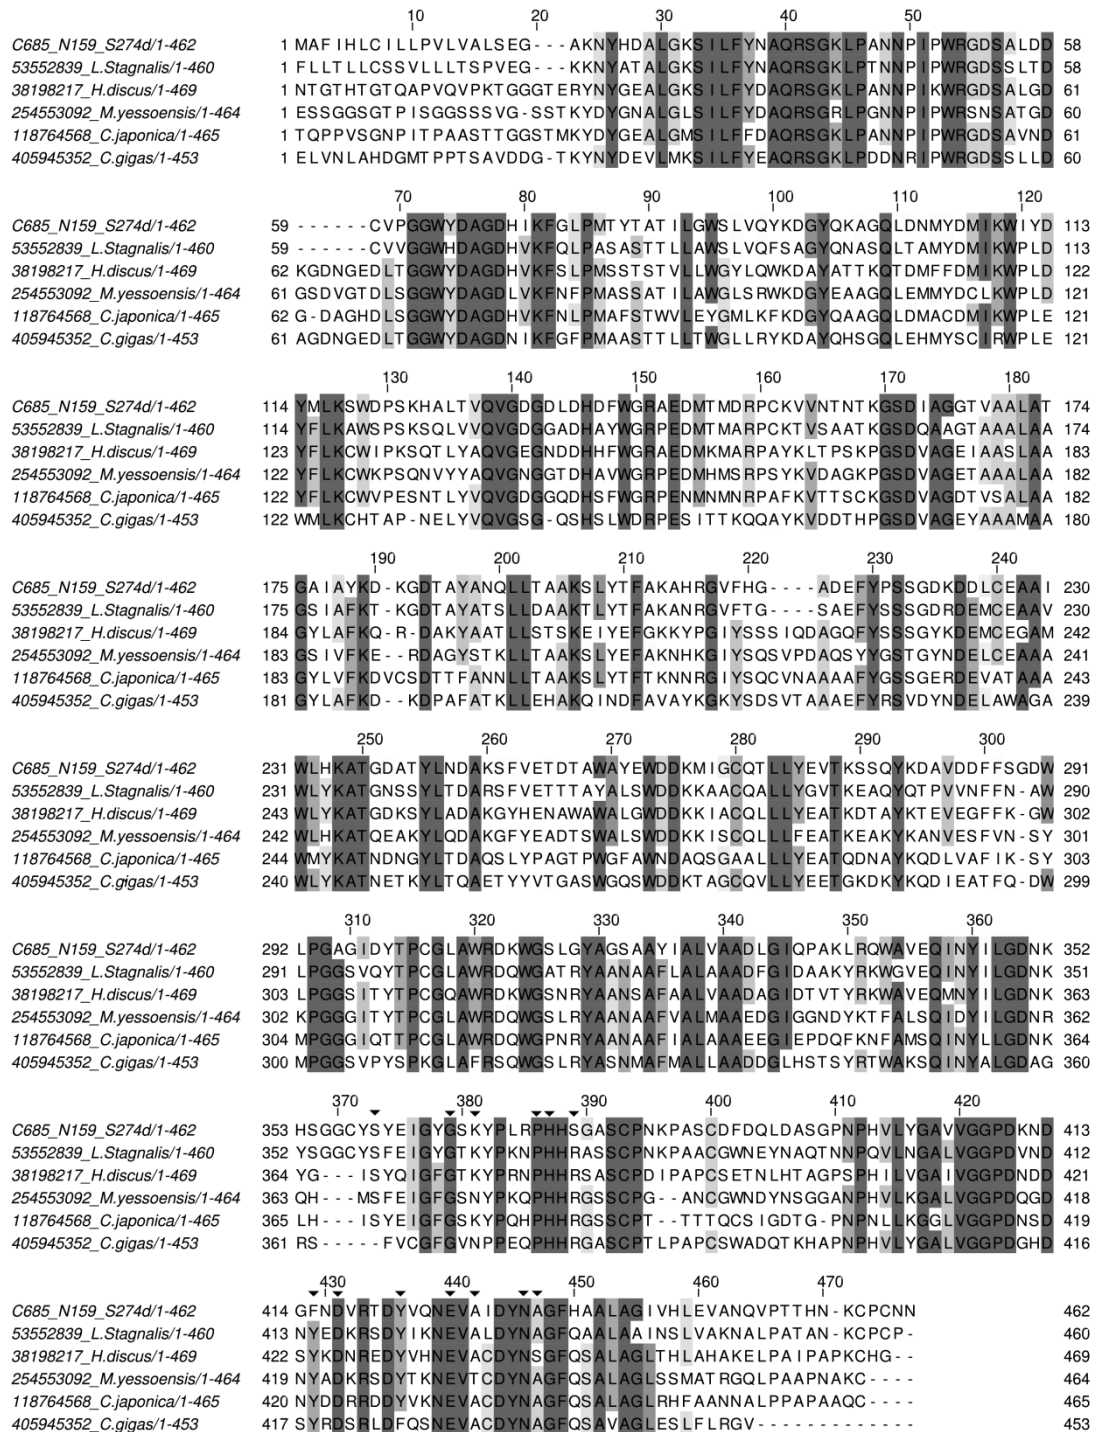 10 20 30 40 50
C685_N159_S274d/1-462 1 MAFIHLCILLPVLVALSEG---AKNYHDALGKSILFYNAQRSGKLPANNPIPWRGDSALDD 58
53552839_L.Stagnalis/1-460 1 FLLTLLCSSVLLLTSPVEG---KKNYATALGKSILFYNAQRSGKLPTNNPIPWRGDSSLTD 58
38198217_H.discus/1-469 1 NTGTHTGTQAPVQVPKTGGGTERYNYGEALGKSILFYDAQRSGKLPANNPIKWRGDSALGD 61
254553092_M.yessoensis/1-464 1 ESSGGSGTPISGGSSSVG-SSTKYDYGNALGLSILFYDAQRSGRLPGNNPIPWRSNSATGD 60
118764568_C.japonica/1-465 1 TQPPVSGNPITPAASTTGGSTMKYDYGEALGMSILFFDAQRSGKLPANNPIPWRGDSAVND 61
405945352_C.gigas/1-453 1 ELVNLAHDGMTPPTSAVDDG-TKYNYDEVLMKSILFYEAQRSGKLPDDNRIPWRGDSSLLD 60
70 80 90 100 110 120
C685_N159_S274d/1-462 59 ------CVPGGWYDAGDHIKFGLPMTYTATILGWSLVQYKDGYQKAGQLDNMYDMIKWIYD 113
53552839_L.Stagnalis/1-460 59 ------CVVGGWHDAGDHVKFGLPASASTTLLAWSLVQFSAGYQNASQLTAMYDMIKWPLD 113
38198217_H.discus/1-469 62 KGDNGEDLTGGWYDAGDHVKFSLPMSSTSTVLLWGYLQWKDAYATTKQTDMFFDMIKWPLD 122
254553092_M.yessoensis/1-464 61 GSDVGTDLSGGWYDAGDLVKFNFPMASSATILAWGLSRWKDGYEAAGQLEMMYDCLKWPLD 121
118764568_C.japonica/1-465 62 G-DAGHDLSGGWYDAGDHVKFNLPMAFSTWVLEYGMLKFKDGYQAAGQLDMACDMIKWPLE 121
405945352_C.gigas/1-453 61 AGDNGEDLTGGWYDAGDNIKFGFPMAASTTLLTWGLLRYKDAYQHSGQLEHMYSCIRWPLE 121
130 140 150 160 170 180
C685_N159_S274d/1-462 114 YMLKSWDPSKHALTVQVGDGDLDHDFWGRAEDMTMDRPCKVVNTNTKGSDIAGGTVAALAT 174
53552839_L.Stagnalis/1-460 114 YFLKAWSPSKSQLVVQVGDGGADHAYWGRPEDMTMARPCKTVSAATKGSDQAAGTAAALAA 174
38198217_H.discus/1-469 123 YFLKCWIPKSQTLYAQVGEGNDDHHFWGRAEDMKMARPAYKLTPSKPGSDVAGEIAASLAA 183
254553092_M.yessoensis/1-464 122 YFLKCWKPSQNVYYAQVGNGGTDHAVWGRPEDMHMSRPSYKIDAGKPGSDVAGETAASLAA 182
118764568_C.japonica/1-465 122 YFLKCWVPESNTLYVQVGDGGQDHSFWGRPENMNMNRPAFKVTTSCKGSDVAGDTVSALAA 182
405945352_C.gigas/1-453 122 WMLKCHTAP-NELYVQVGSG-QSHSLWDRPESITTKQQAYKVDDTHPGSDVAGEYAAAMAA 180
190 200 210 220 230 240
C685_N159_S274d/1-462 175 GAIAYKD-KGDTAYANQLLTAAKSLYTFAKAHRGVFHG----ADEFYPSSGDKDDLCEAAI 230
53552839_L.Stagnalis/1-460 175 GSIAFKT-KGDTAYATSLLDAAKTLYTFAKANRGVFTG----SAEFYSSSGDRDEMCEAAV 230
38198217_H.discus/1-469 184 GYLAFKQ-R-DAKYAATLLSTSKEIYEFGKKYPGIYSSSIQDAGQFYSSSGYKDEMCEGAM 242
254553092_M.yessoensis/1-464 183 GSIVFKE--RDAGYSTKLLTAAKSLYEFAKNHKGIYSQSVPDAQSYYGSTGYNDELCEAAA 241
118764568_C.japonica/1-465 183 GYLVFKDVCSDTTFANNLLTAAKSLYTFTKNNRGIYSQCVNAAAAFYGSSGERDEVATAAA 243
405945352_C.gigas/1-453 181 GYLAFKD--KDPAFATKLLEHAKQINDFAVAYKGKYSDSVTAAAEFYRSVDYNDELAWAGA 239
250 260 270 280 290 300
C685_N159_S274d/1-462 231 WLHKATGDATYLNDAKSFVETDTAWAYEWDDKMIGCQTLLYEVTKSSQYKDAVDDFFSGDW 291
53552839_L.Stagnalis/1-460 231 WLYKATGNSSYLTDARSFVETTTAYALSWDDKKAACQALLYGVTKEAQYQTPVVNFFN-AW 290
38198217_H.discus/1-469 243 WLYKATGDKSYLADAKGYHENAWAWALGWDDKKIACQLLLYEATKDTAYKTEVEGFFK-GW 302
254553092_M.yessoensis/1-464 242 WLHKATQEAKYLQDAKGFYEADTSWALSWDDKKISCQLLLFEATKEAKYKANVESFVN-SY 301
118764568_C.japonica/1-465 244 WMYKATNDNGYLTDAQSLYPAGTPWGFAWNDAQSGAALLLYEATQDNAYKQDLVAFIK-SY 303
405945352_C.gigas/1-453 240 WLYKATNETKYLTQAETYYVTGASWGQSWDDKTAGCQVLLYEETGKDKYKQDIEATFQ-DW 299
310 320 330 340 350 360
C685_N159_S274d/1-462 292 LPGAGIDYTPCGLAWRDKWGSLGYAGSAAYIALVAADLGIQPAKLRQWAVEQINYILGDNK 352
53552839_L.Stagnalis/1-460 291 LPGGSVQYTPCGLAWRDQWGATRYAANAAFLALAAADFGIDAAKYRKWGVEQINYILGDNK 351
38198217_H.discus/1-469 303 LPGGSITYTPCGQAWRDKWGSNRYAANSAFAALVAADAGIDTVTYRKWAVEQMNYILGDNK 363
254553092_M.yessoensis/1-464 302 KPGGGITYTPCGLAWRDQWGSLRYAANAAFVALMAAEDGIGGNDYKTFALSQIDYILGDNR 362
118764568_C.japonica/1-465 304 MPGGGIQTTPCGLAWRDQWGPNRYAANAAFIALAAAEEGIEPDQFKNFAMSQINYLLGDNK 364
405945352_C.gigas/1-453 300 MPGGSVPYSPKGLAFRSQWGSLRYASNMAFMALLAADDGLHSTSYRTWAKSQINYALGDAG 360
370 380 390 400 410 420
C685_N159_S274d/1-462 353 HSGGCYSYEIGYGSKYPLRPHHSGASCPNKPASCDFDQLDASGPNPHVLYGAVVGGPDKND 413
53552839_L.Stagnalis/1-460 352 YSGGCYSFEIGYGTKYPKNPHHRASSCPNIPAACGWNEYNAQTNNPQVLNGALVGGPDVND 412
38198217_H.discus/1-469 364 YG---ISYQIGYGTKYPRNPHHRSASCPDIPAPCSETNLHTAGPSPHILVGAIVGGPDNDD 421
254553092_M.yessoensis/1-464 363 QH---MSFEIGFGSNYPKQPHHRGSSCPG--ANCGWNDYNSGGANPHVLKGALVGGPDQGD 418
118764568_C.japonica/1-465 365 LH---ISYEIGFGSKYPQHPHHRGSSCPT--TTTQCSIGDTG-PNPNLLKGGLVGGPDNSD 419
405945352_C.gigas/1-453 361 RS-----FVCGFGVNPPEQPHHRGASCPTLPAPCSWADQTKHAPNPHVLYGALVGGPDGHD 416
430 440 450 460 470
C685_N159_S274d/1-462 414 GFNDVRTDYVQNEVAIDYNAGFHAALAGIVHLEVANQVPTTHN-KCPCNN 462
53552839_L.Stagnalis/1-460 413 NYEDKRSDYIKNEVALDYNAGFQAALAAINSLVAKNALPATAN-KCPCP- 460
38198217_H.discus/1-469 422 SYKDNREDYVHNEVACDYNSGFQSALAGLTHLAHAKELPAIPAPKCHG-- 469
254553092_M.yessoensis/1-464 419 NYADKRSDYTKNEVTCDYNAGFQSALAGLSSMATRGQLPAAPNAKC---- 464
118764568_C.japonica/1-465 420 NYDDRRDDYVKNEVACDYNAGFQSALAGLRHFAANNALPAPAAQC----- 465
405945352_C.gigas/1-453 417 SYRDSRLDFQSNEVACDYNAGFQSAVAGLESLFLRGV------------- 453